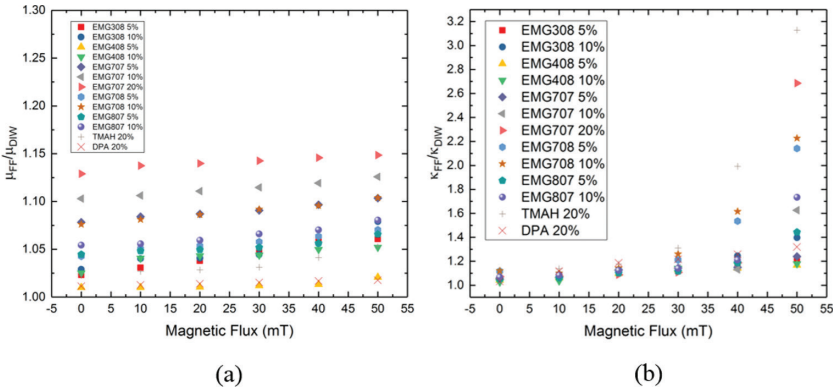 1.30
1.25
1.20
1.15
1.10
1.05
1.00
μFF/μDIW
EMG308 5%
EMG308 10%
EMG408 5%
EMG408 10%
EMG707 5%
EMG707 10%
EMG707 20%
EMG708 5%
EMG708 10%
EMG807 5%
EMG807 10%
TMAH 20%
DPA 20%
-5 0 5 10 15 20 25 30 35 40 45 50 55
Magnetic Flux (mT)
(a)
3.2
3.0
2.8
2.6
2.4
2.2
2.0
1.8
1.6
1.4
1.2
1.0
κFF/κDIW
EMG308 5%
EMG308 10%
EMG408 5%
EMG408 10%
EMG707 5%
EMG707 10%
EMG707 20%
EMG708 5%
EMG708 10%
EMG807 5%
EMG807 10%
TMAH 20%
DPA 20%
-5 0 5 10 15 20 25 30 35 40 45 50 55
Magnetic Flux (mT)
(b)